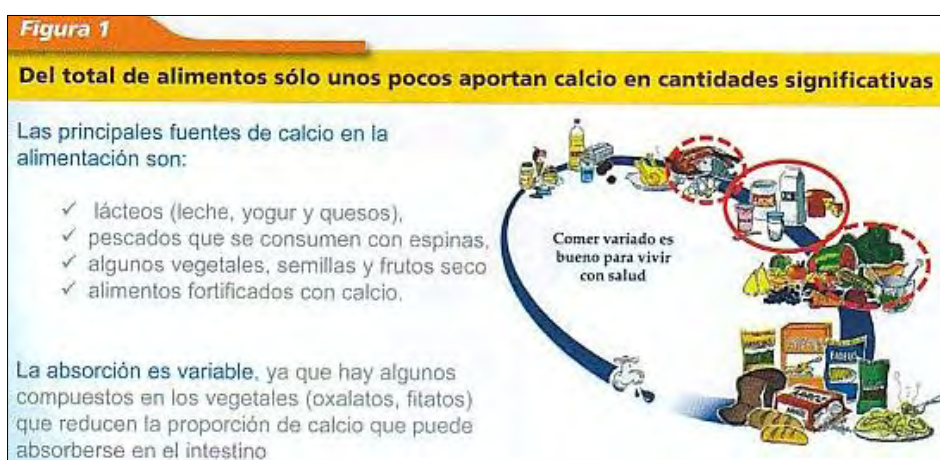 Figura 1
Del total de alimentos sólo unos pocos aportan calcio en cantidades significativas
Las principales fuentes de calcio en la
alimentación son:
✓ lácteos (leche, yogur y quesos),
✓ pescados que se consumen con espinas,
✓ algunos vegetales, semillas y frutos seco
✓ alimentos fortificados con calcio.
La absorción es variable, ya que hay algunos
compuestos en los vegetales (oxalatos, fitatos)
que reducen la proporción de calcio que puede
absorberse en el intestino
Comer variado es
bueno para vivir
con salud